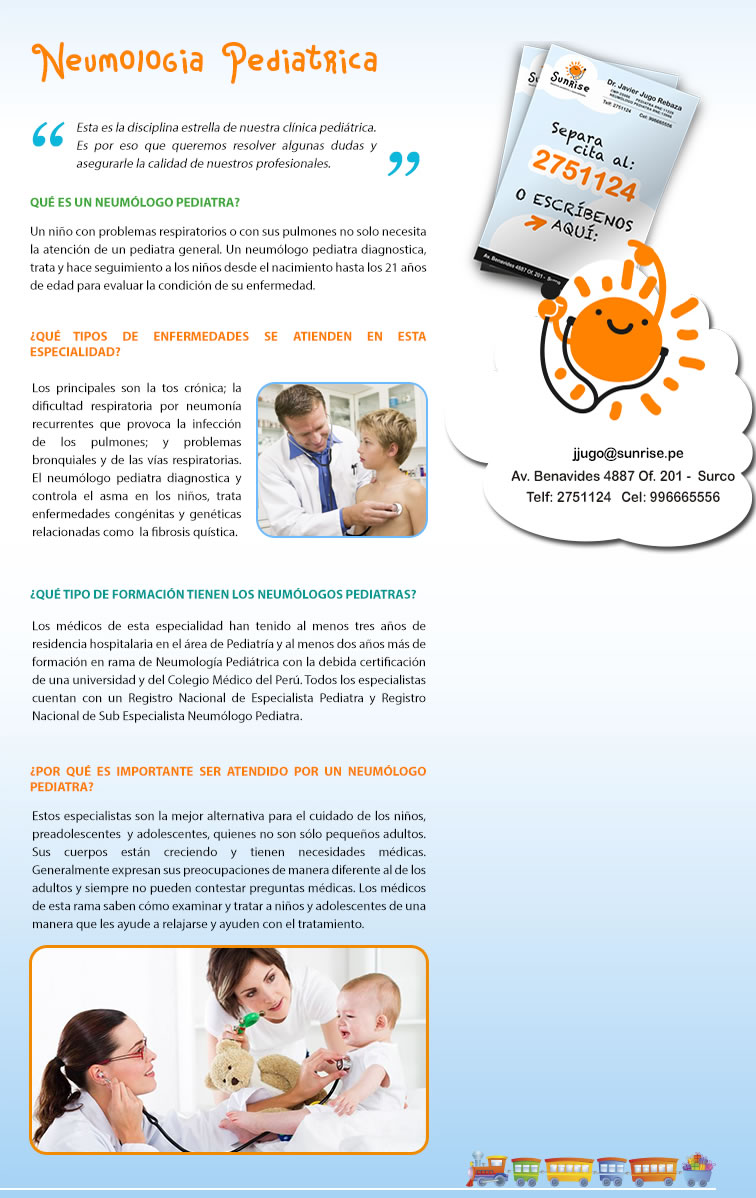 Neumologia Pediatrica
“ Esta es la disciplina estrella de nuestra clínica pediátrica.
Es por eso que queremos resolver algunas dudas y
asegurarle la calidad de nuestros profesionales. ”
QUÉ ES UN NEUMÓLOGO PEDIATRA?
Un niño con problemas respiratorios o con sus pulmones no solo necesita
la atención de un pediatra general. Un neumólogo pediatra diagnostica,
trata y hace seguimiento a los niños desde el nacimiento hasta los 21 años
de edad para evaluar la condición de su enfermedad.
¿QUÉ TIPOS DE ENFERMEDADES SE ATIENDEN EN ESTA
ESPECIALIDAD?
Los principales son la tos crónica; la
dificultad respiratoria por neumonía
recurrentes que provoca la infección
de los pulmones; y problemas
bronquiales y de las vías respiratorias.
El neumólogo pediatra diagnostica y
controla el asma en los niños, trata
enfermedades congénitas y genéticas
relacionadas como la fibrosis quística.
¿QUÉ TIPO DE FORMACIÓN TIENEN LOS NEUMÓLOGOS PEDIATRAS?
Los médicos de esta especialidad han tenido al menos tres años de
residencia hospitalaria en el área de Pediatría y al menos dos años más de
formación en rama de Neumología Pediátrica con la debida certificación
de una universidad y del Colegio Médico del Perú. Todos los especialistas
cuentan con un Registro Nacional de Especialista Pediatra y Registro
Nacional de Sub Especialista Neumólogo Pediatra.
¿POR QUÉ ES IMPORTANTE SER ATENDIDO POR UN NEUMÓLOGO
PEDIATRA?
Estos especialistas son la mejor alternativa para el cuidado de los niños,
preadolescentes y adolescentes, quienes no son sólo pequeños adultos.
Sus cuerpos están creciendo y tienen necesidades médicas.
Generalmente expresan sus preocupaciones de manera diferente al de los
adultos y siempre no pueden contestar preguntas médicas. Los médicos
de esta rama saben cómo examinar y tratar a niños y adolescentes de una
manera que les ayude a relajarse y ayuden con el tratamiento.
Sunrise
Dr. Javier Jugo Rebaza
Telf: 2751124 Cel: 996665556
Separa
cita al:
2751124
O ESCRÍBENOS
AQUÍ:
Av. Benavides 4887 Of. 201 -
jjugo@sunrise.pe
Av. Benavides 4887 Of. 201 - Surco
Telf: 2751124 Cel: 996665556